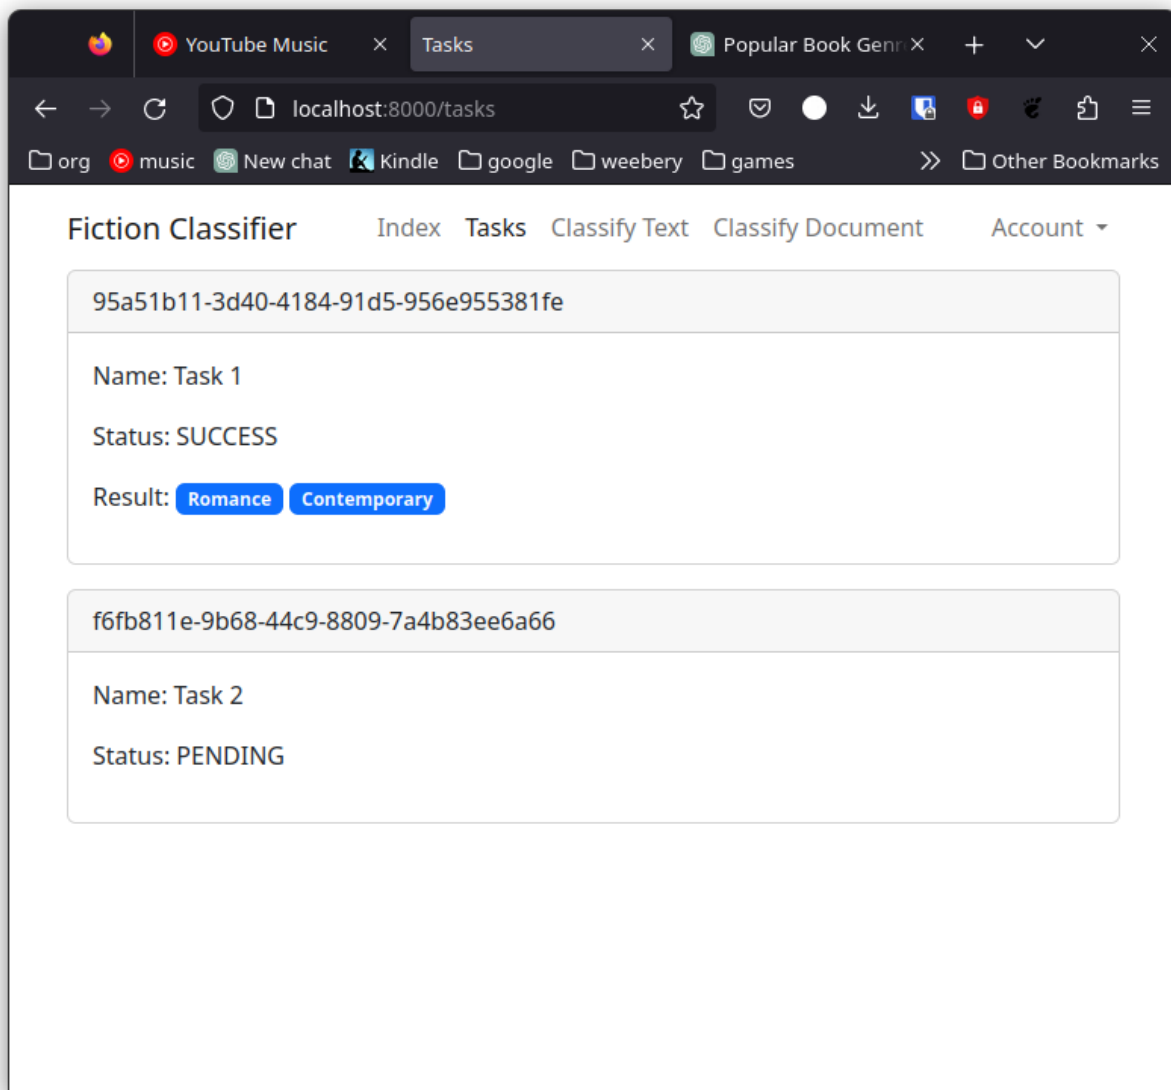 YouTube Music Tasks Popular Book Genr
localhost:8000/tasks
org music New chat Kindle google weebery games Other Bookmarks
Fiction Classifier Index Tasks Classify Text Classify Document Account
95a51b11-3d40-4184-91d5-956e955381fe
Name: Task 1
Status: SUCCESS
Result: Romance Contemporary
f6fb811e-9b68-44c9-8809-7a4b83ee6a66
Name: Task 2
Status: PENDING